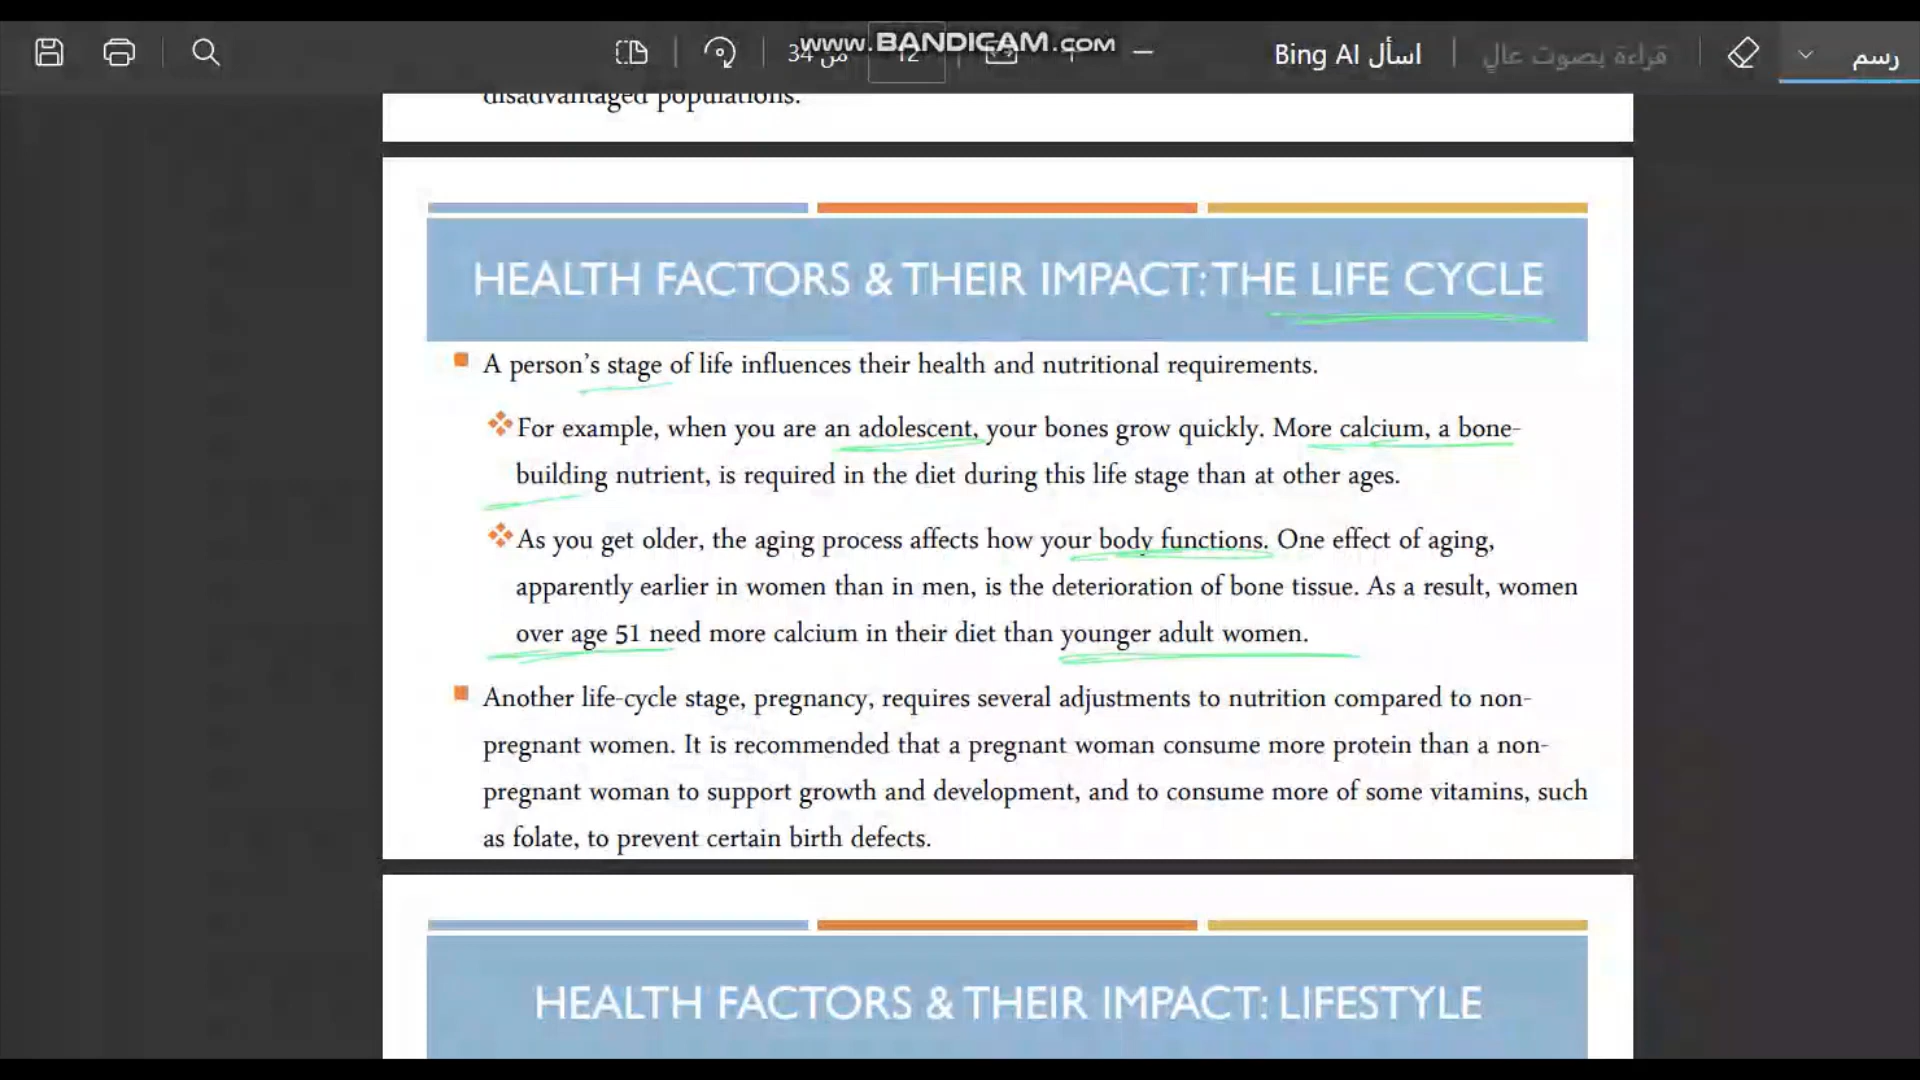 www.BANDICAM.com
34 من
12
اسأل Bing AI
قراءة بصوت عالٍ
رسم
disadvantaged populations.
HEALTH FACTORS & THEIR IMPACT: THE LIFE CYCLE
A person's stage of life influences their health and nutritional requirements.
For example, when you are an adolescent, your bones grow quickly. More calcium, a bone-
building nutrient, is required in the diet during this life stage than at other ages.
As you get older, the aging process affects how your body functions. One effect of aging,
apparently earlier in women than in men, is the deterioration of bone tissue. As a result, women
over age 51 need more calcium in their diet than younger adult women.
Another life-cycle stage, pregnancy, requires several adjustments to nutrition compared to non-
pregnant women. It is recommended that a pregnant woman consume more protein than a non-
pregnant woman to support growth and development, and to consume more of some vitamins, such
as folate, to prevent certain birth defects.
HEALTH FACTORS & THEIR IMPACT: LIFESTYLE